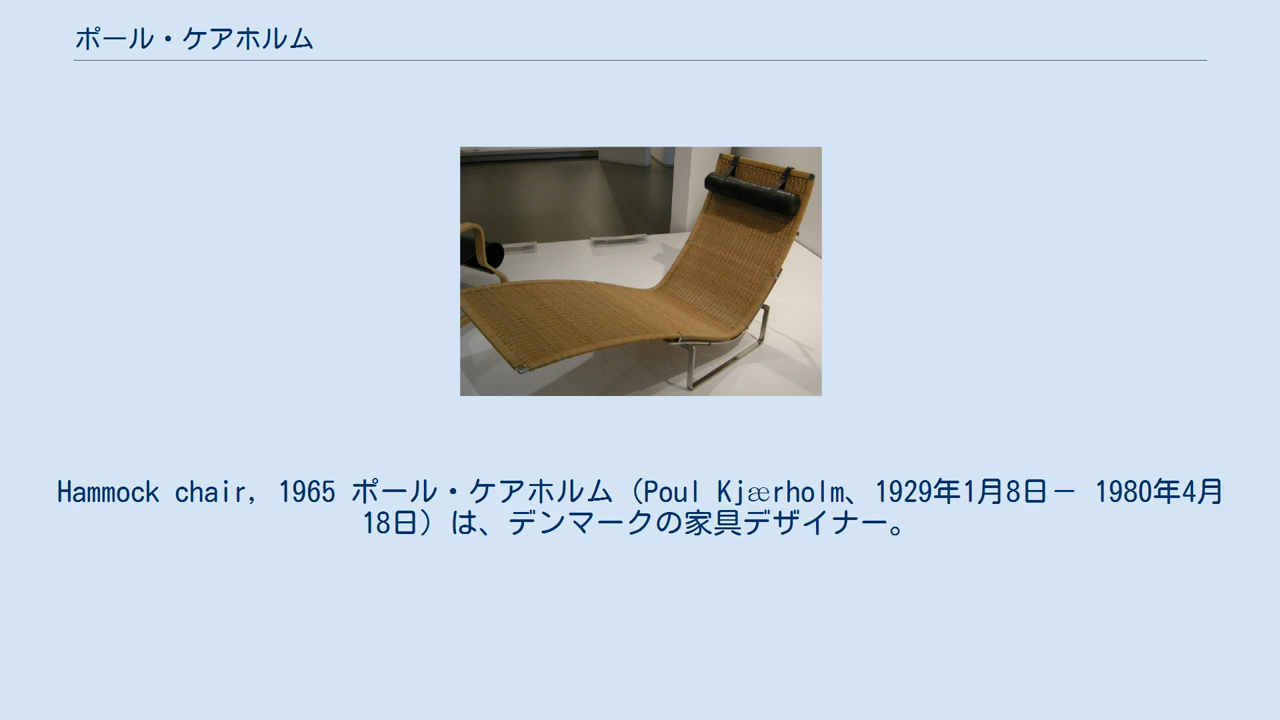 ポール・ケアホルム
Hammock chair, 1965 ポール・ケアホルム（Poul Kjærholm、1929年1月8日－ 1980年4月
18日）は、デンマークの家具デザイナー。